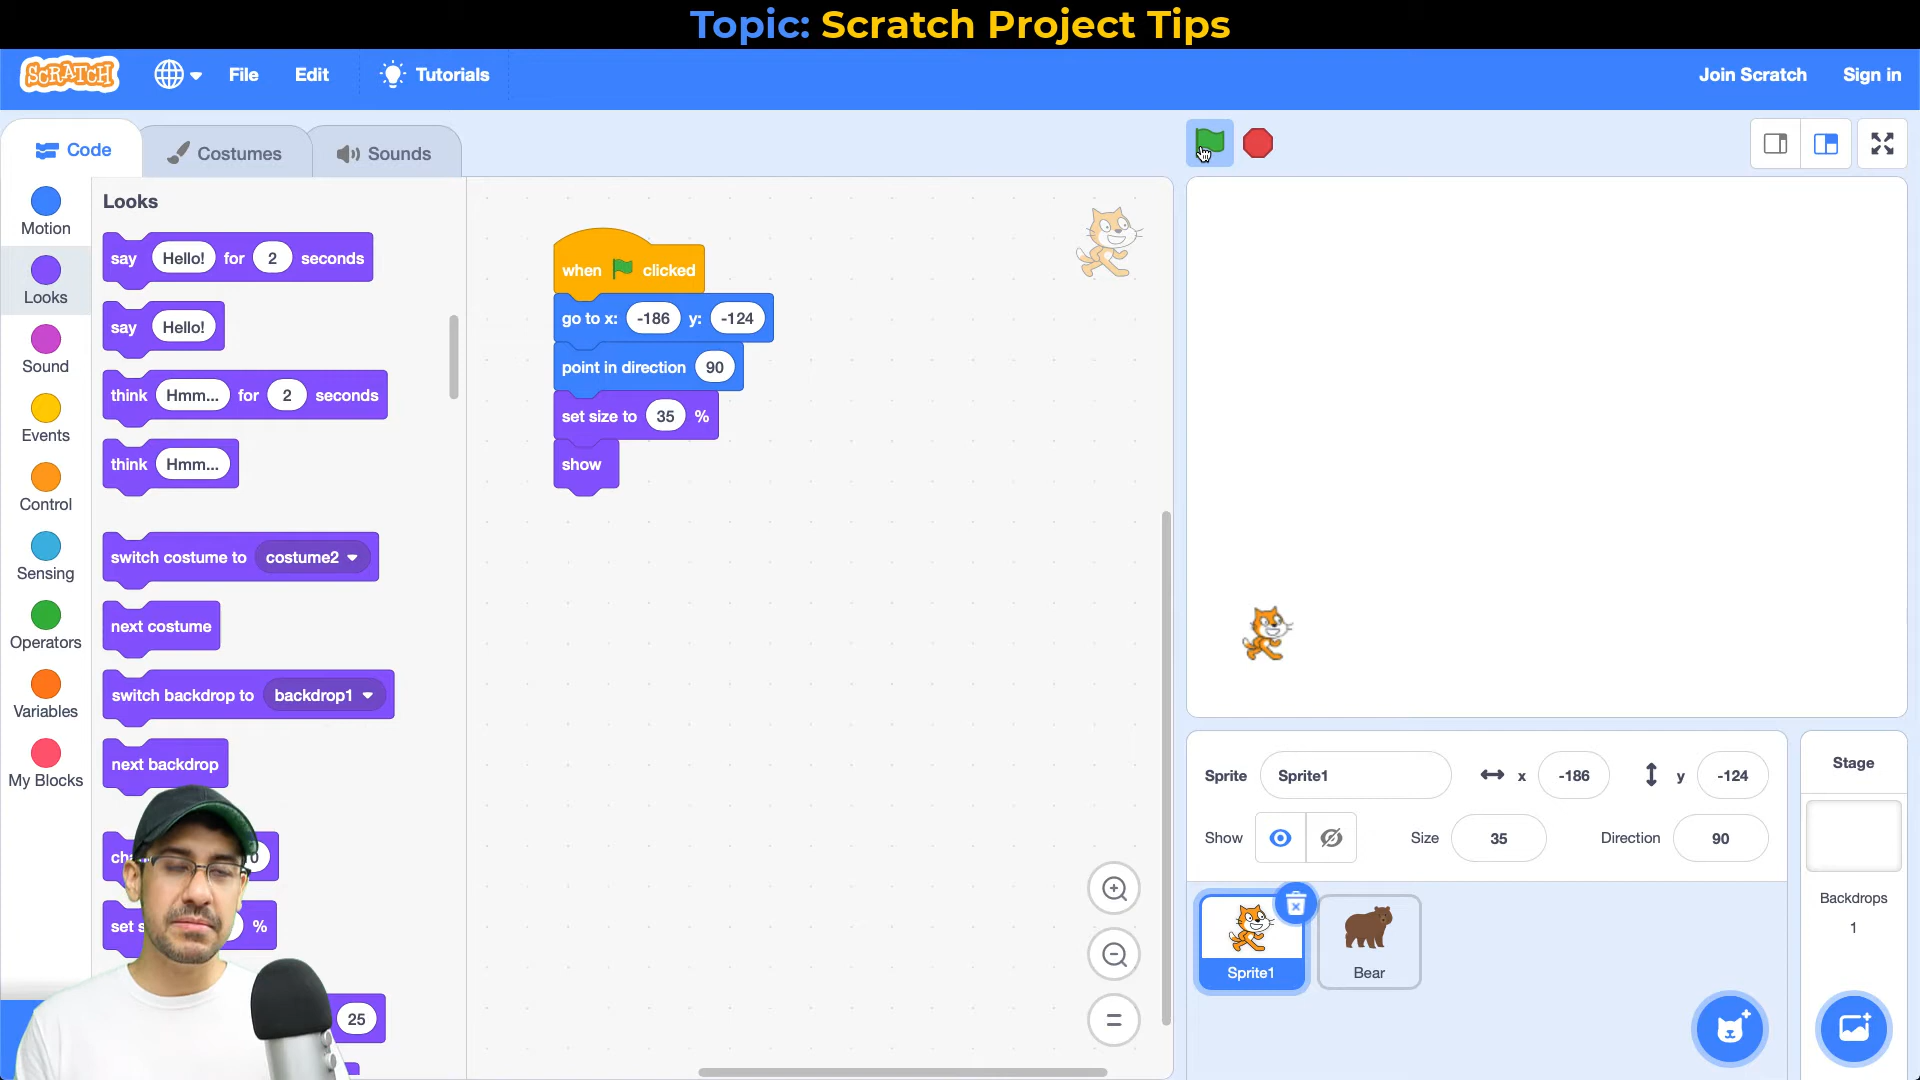 Topic: Scratch Project Tips
SCRATCH File Edit Tutorials Join Scratch Sign in
Code Costumes Sounds
Motion
Looks
Sound
Events
Control
Sensing
Operators
Variables
My Blocks
Looks
say Hello! for 2 seconds
say Hello!
think Hmm... for 2 seconds
think Hmm...
switch costume to costume2
next costume
switch backdrop to backdrop1
next backdrop
%
25
when clicked
go to x: -186 y: -124
point in direction 90
set size to 35 %
show
Sprite Sprite1 x -186 y -124
Show Size 35 Direction 90
Sprite1
Bear
Stage
Backdrops
1